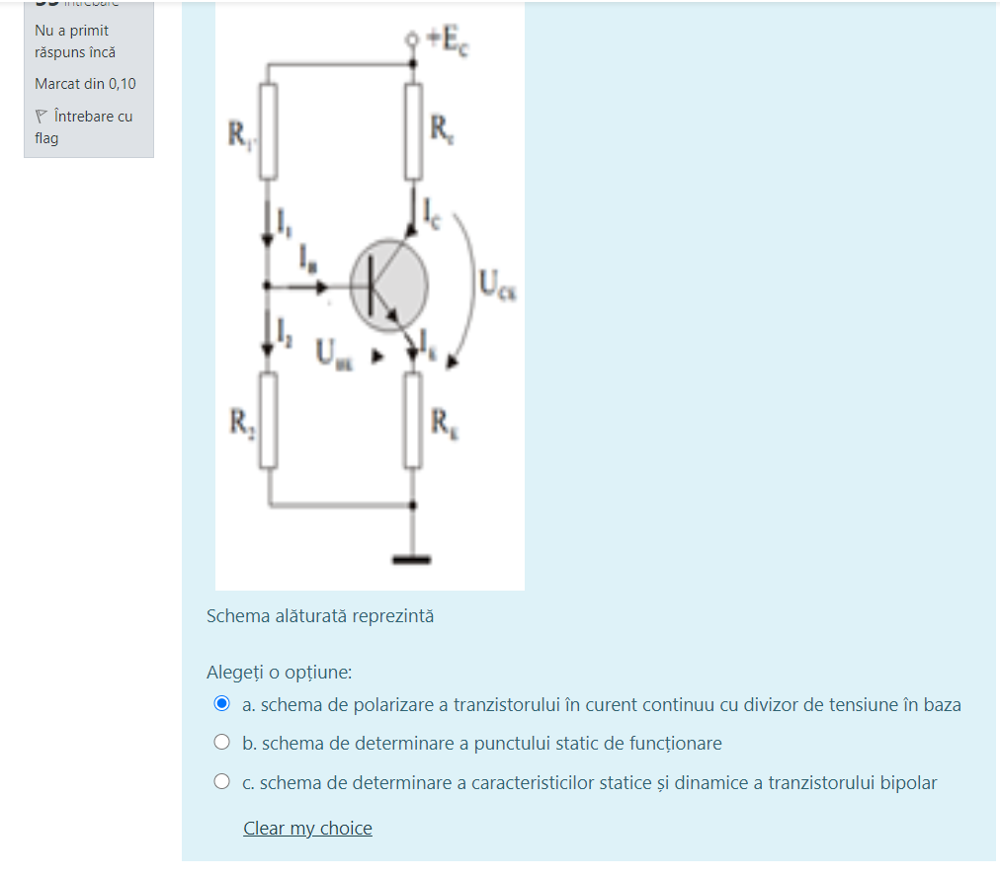 Nu a primit
răspuns încă
Marcat din 0,10
Întrebare cu
flag
+E_c
R_1
R_c
I_1
I_C
I_B
U_CE
I_2
U_BE
I_E
R_2
R_E
Schema alăturată reprezintă
Alegeți o opțiune:
a. schema de polarizare a tranzistorului în curent continuu cu divizor de tensiune în baza
b. schema de determinare a punctului static de funcționare
c. schema de determinare a caracteristicilor statice și dinamice a tranzistorului bipolar
Clear my choice